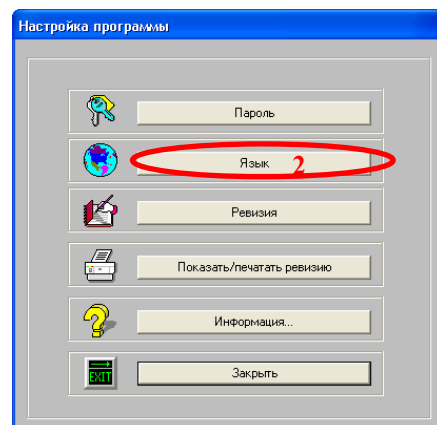 Настройка программы
Пароль
Язык 2
Ревизия
Показать/печатать ревизию
Информация...
EXIT Закрыть